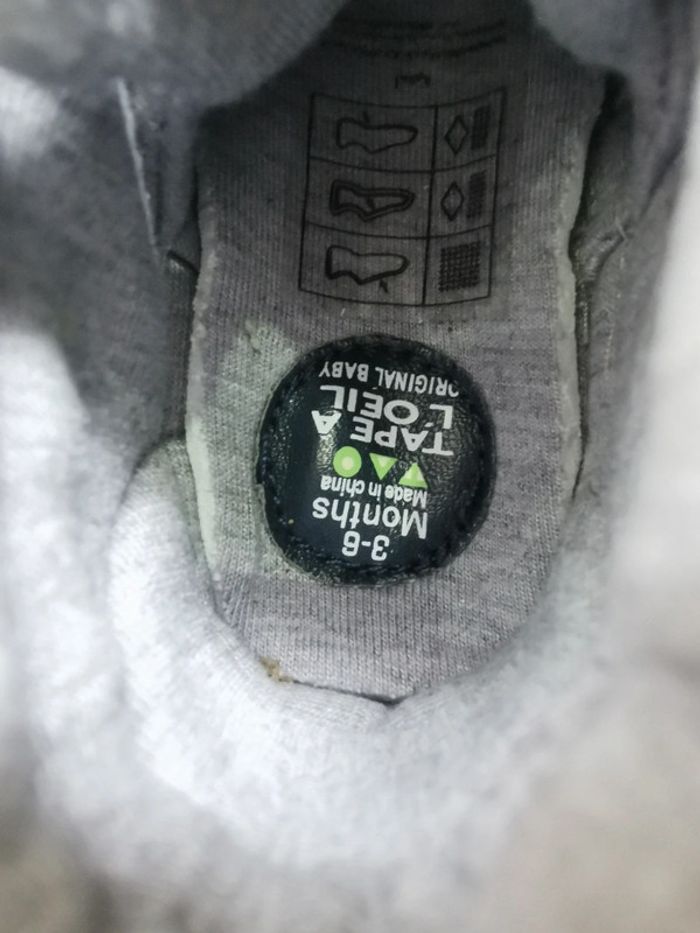 3-6
Months
Made in china
TAPE A
L'OEIL
ORIGINAL BABY